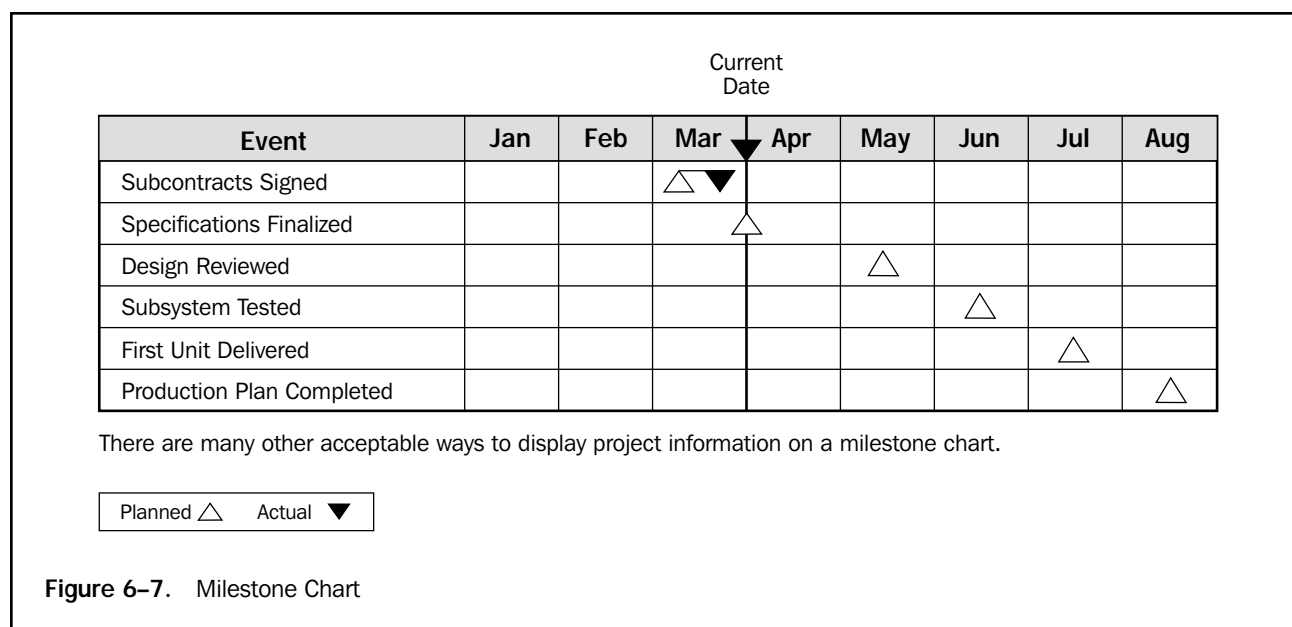 Current
Date
Event Jan Feb Mar Apr May Jun Jul Aug
Subcontracts Signed
Specifications Finalized
Design Reviewed
Subsystem Tested
First Unit Delivered
Production Plan Completed
There are many other acceptable ways to display project information on a milestone chart.
Planned Actual
Figure 6–7. Milestone Chart